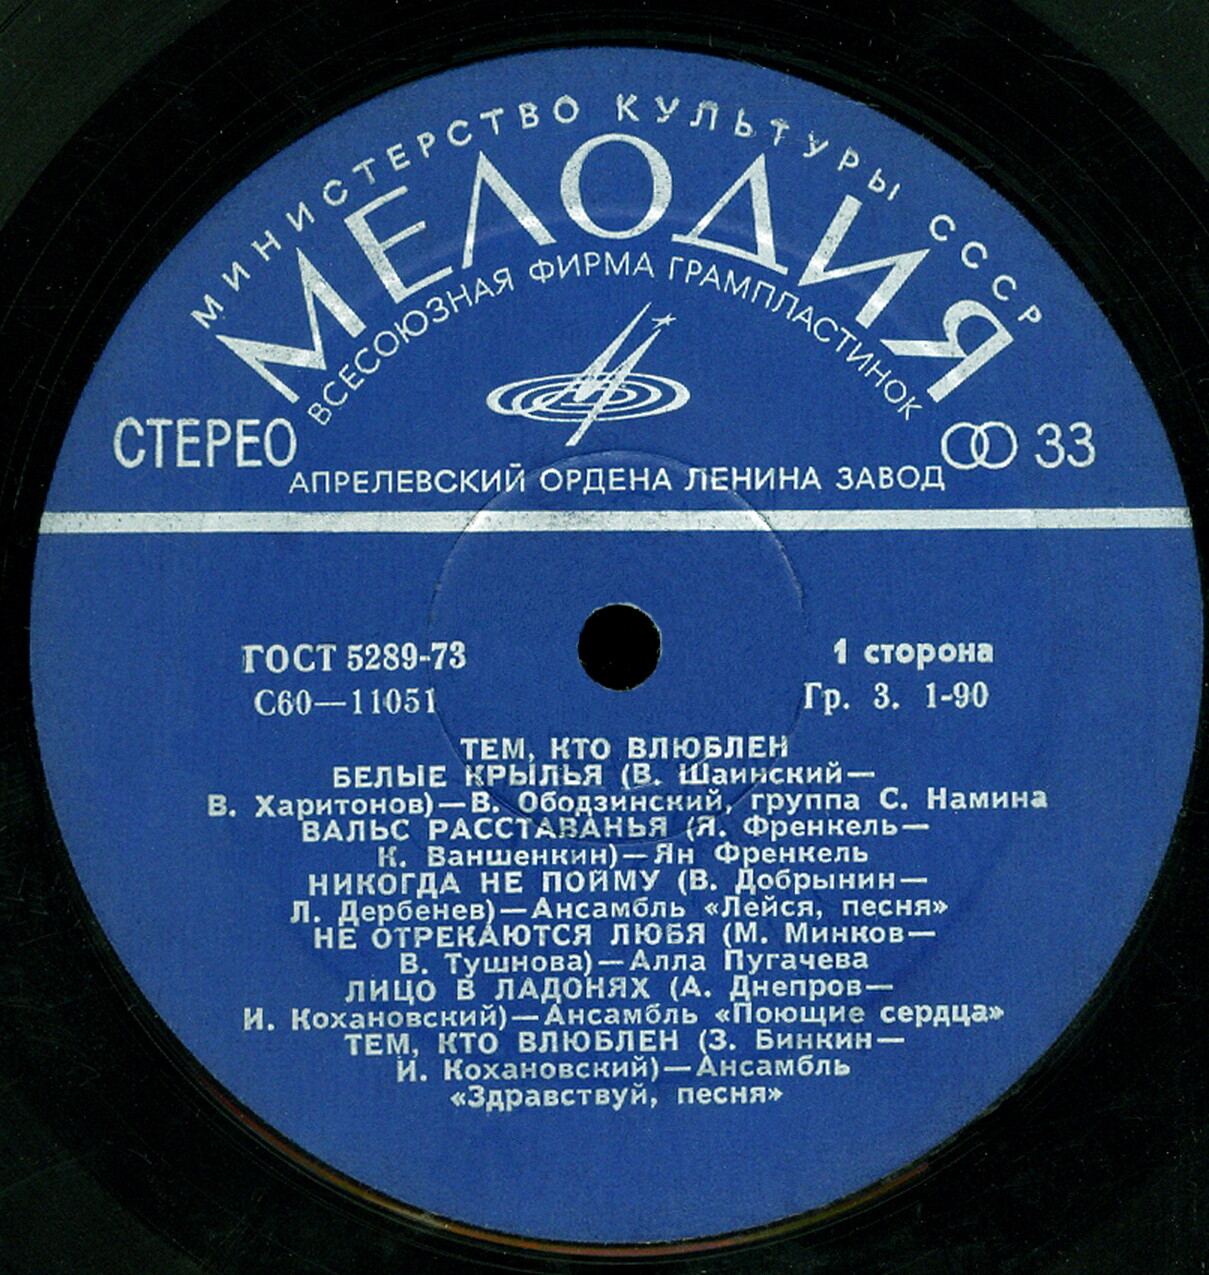 МИНИСТЕРСТВО КУЛЬТУРЫ СССР
МЕЛОДИЯ
ВСЕСОЮЗНАЯ ФИРМА ГРАМПЛАСТИНОК
СТЕРЕО
33
АПРЕЛЕВСКИЙ ОРДЕНА ЛЕНИНА ЗАВОД
ГОСТ 5289-73
1 сторона
С60—11051
Гр. 3. 1-90
ТЕМ, КТО ВЛЮБЛЕН
БЕЛЫЕ КРЫЛЬЯ (В. Шаинский—
В. Харитонов)—В. Ободзинский, группа С. Намина
ВАЛЬС РАССТАВАНЬЯ (Я. Френкель—
К. Ваншенкин)—Ян Френкель
НИКОГДА НЕ ПОЙМУ (В. Добрынин—
Л. Дербенев)—Ансамбль «Лейся, песня»
НЕ ОТРЕКАЮТСЯ ЛЮБЯ (М. Минков—
В. Тушнова)—Алла Пугачева
ЛИЦО В ЛАДОНЯХ (А. Днепров—
И. Кохановский)—Ансамбль «Поющие сердца»
ТЕМ, КТО ВЛЮБЛЕН (З. Бинкин—
И. Кохановский)—Ансамбль
«Здравствуй, песня»